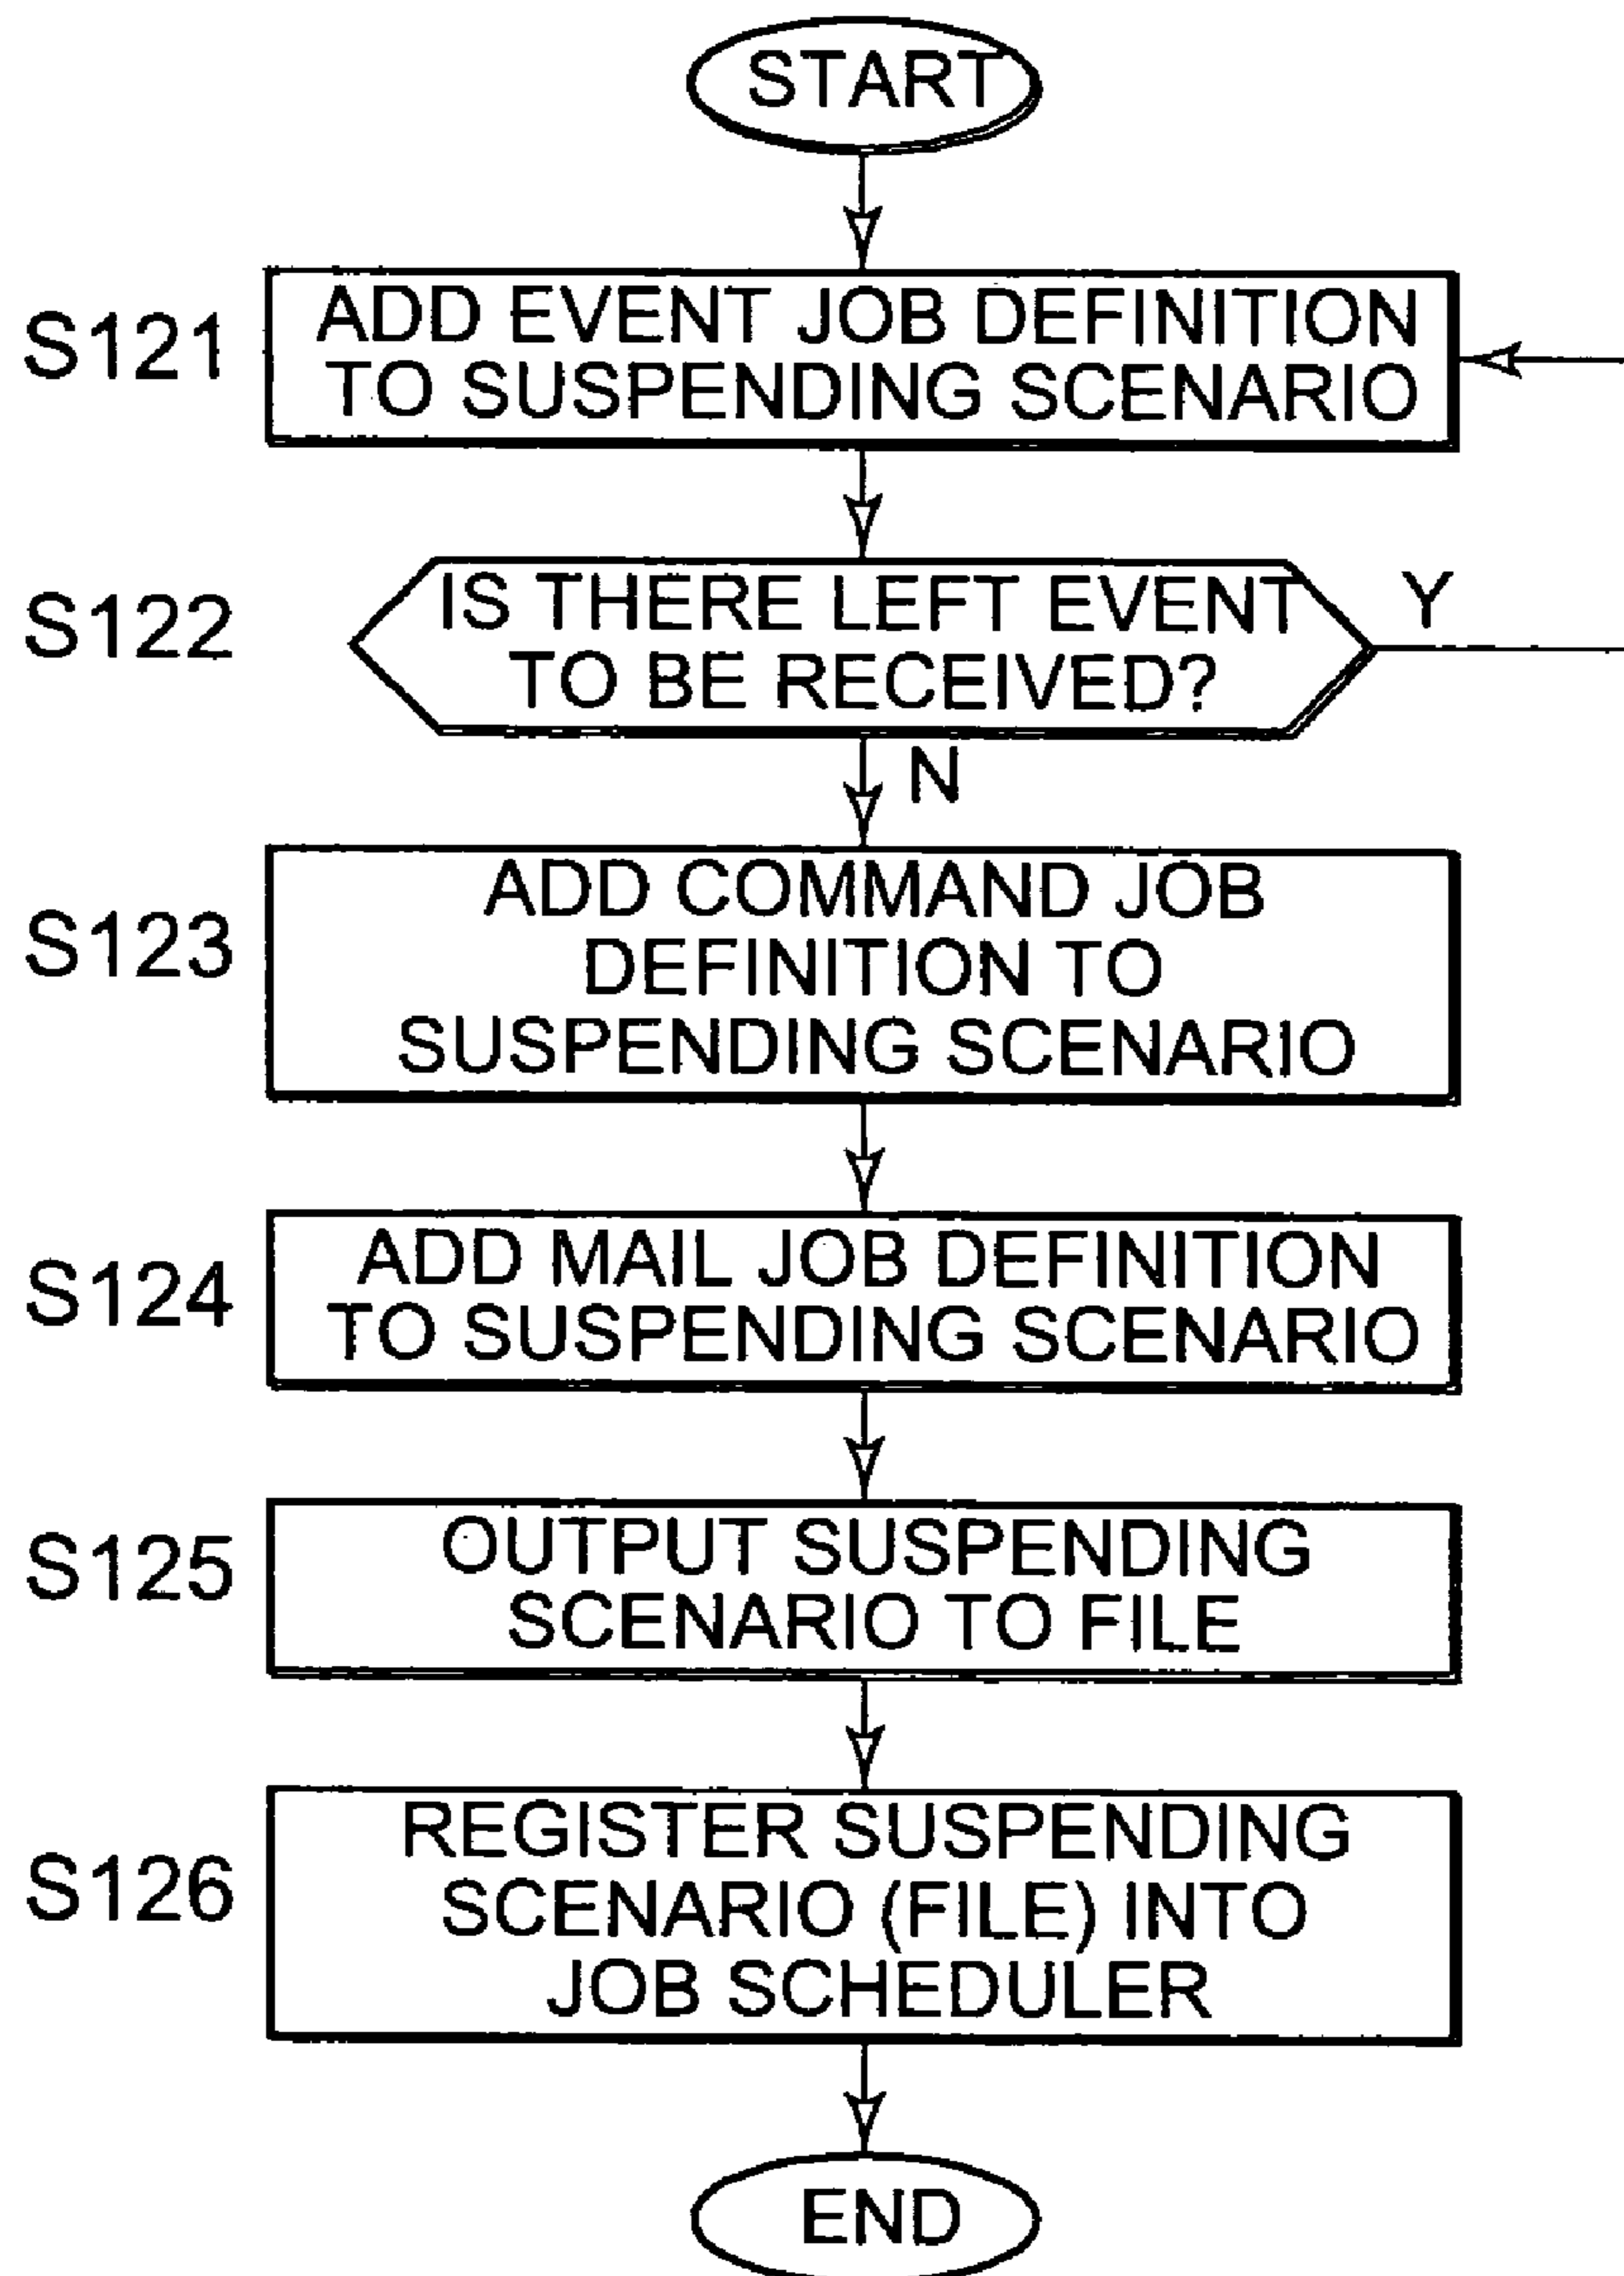 START
S121
ADD EVENT JOB DEFINITION
TO SUSPENDING SCENARIO
S122
IS THERE LEFT EVENT
TO BE RECEIVED?
Y
N
S123
ADD COMMAND JOB
DEFINITION TO
SUSPENDING SCENARIO
S124
ADD MAIL JOB DEFINITION
TO SUSPENDING SCENARIO
S125
OUTPUT SUSPENDING
SCENARIO TO FILE
S126
REGISTER SUSPENDING
SCENARIO (FILE) INTO
JOB SCHEDULER
END